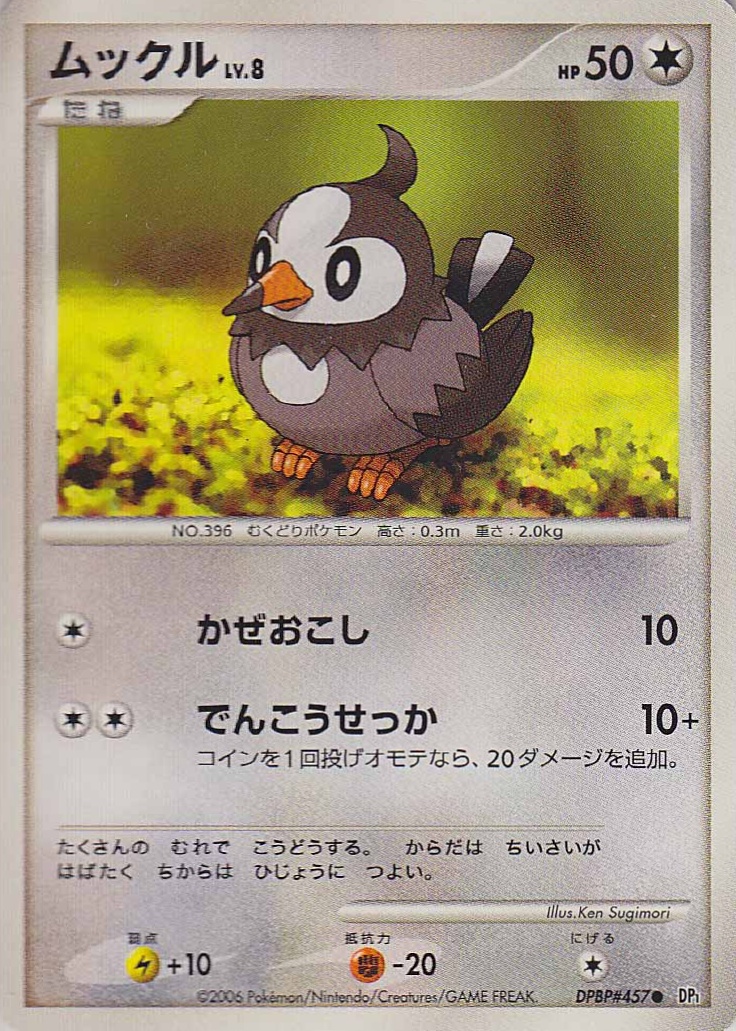 ムックル LV.8 HP 50
たね
NO.396 むくどりポケモン 高さ：0.3m 重さ：2.0kg
かぜおこし 10
でんこうせっか 10+
コインを1回投げオモテなら、20ダメージを追加。
たくさんの むれで こうどうする。 からだは ちいさいが
はばたく ちからは ひじょうに つよい。
Illus.Ken Sugimori
弱点 抵抗力 にげる
+10 -20
©2006 Pokémon/Nintendo/Creatures/GAME FREAK. DPBP#457● DP1